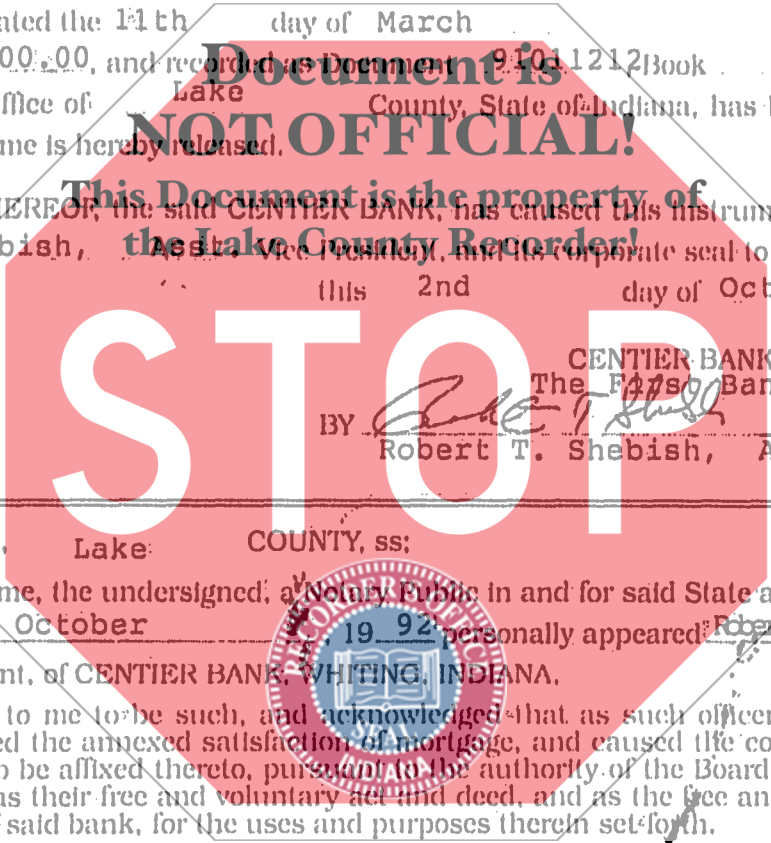 ated the 11th day of March
00.00, and recorded as Document 91011212 Book
Document is
ffice of Lake County, State of Indiana, has
NOT OFFICIAL!
me is hereby released.
This Document is the property of
EREOF, the said CENTIER BANK, has caused this instrum
the Lake County Recorder!
bish, Asst. Vice President, and its corporate seal to
this 2nd day of Oct
STOP
CENTIER BANK
The First Ban
BY
Robert T. Shebish, A
Lake COUNTY, ss:
me, the undersigned, a Notary Public in and for said State a
October 19 92 personally appeared Rober
nt, of CENTIER BANK, WHITING, INDIANA,
RECORDER'S OFFICE
SEAL
INDIANA
to me to be such, and acknowledged that as such officer
ed the annexed satisfaction of mortgage, and caused the co
o be affixed thereto, pursuant to the authority of the Board
as their free and voluntary act and deed, and as the free an
f said bank, for the uses and purposes therein set forth.